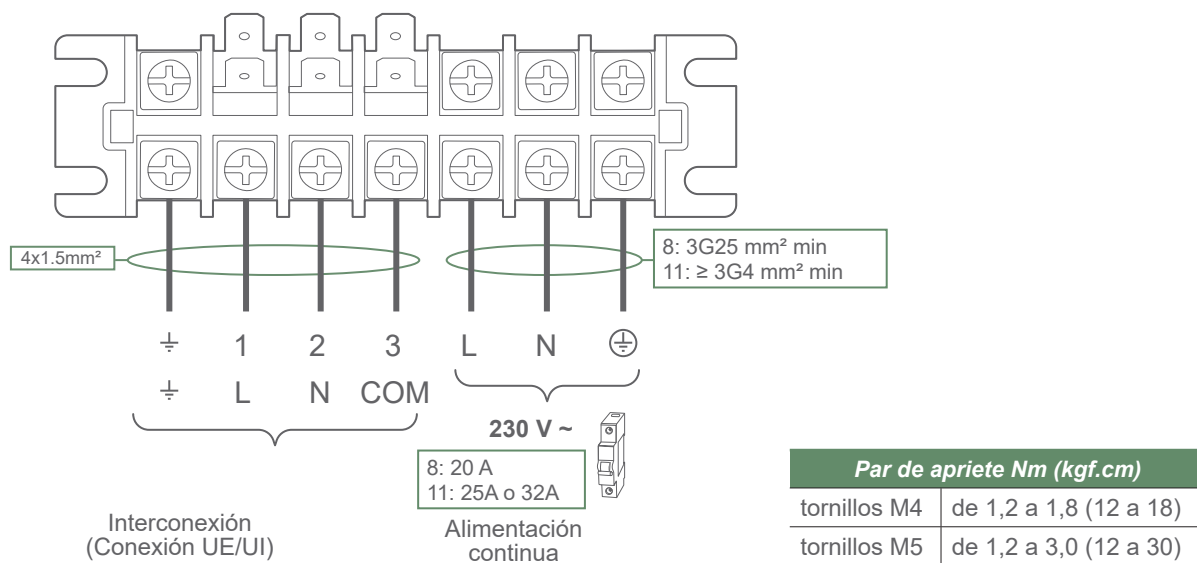 4x1.5mm²
8: 3G25 mm² min
11: ≥ 3G4 mm² min
1 2 3 L N
L N COM
230 V ~
8: 20 A
11: 25A o 32A
Interconexión
(Conexión UE/UI)
Alimentación
continua
Par de apriete Nm (kgf.cm)
tornillos M4 de 1,2 a 1,8 (12 a 18)
tornillos M5 de 1,2 a 3,0 (12 a 30)